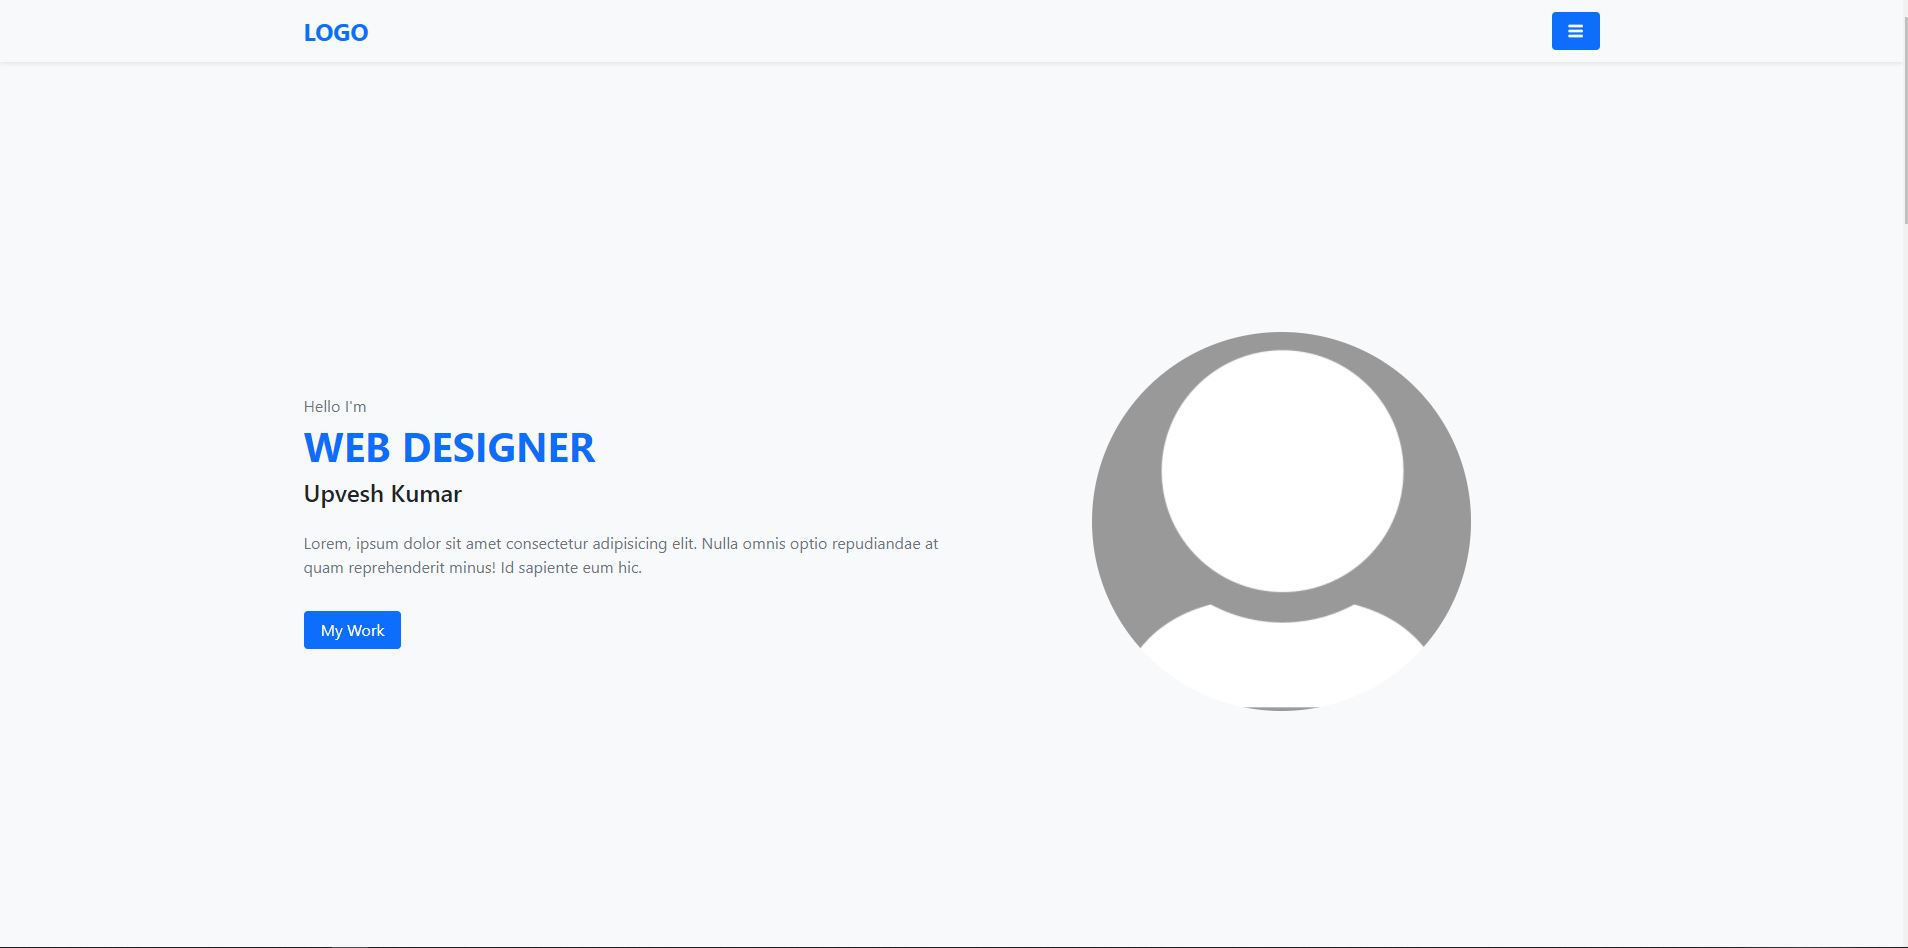 LOGO
Hello I'm
WEB DESIGNER
Upvesh Kumar
Lorem, ipsum dolor sit amet consectetur adipisicing elit. Nulla omnis optio repudiandae at
quam reprehenderit minus! Id sapiente eum hic.
My Work